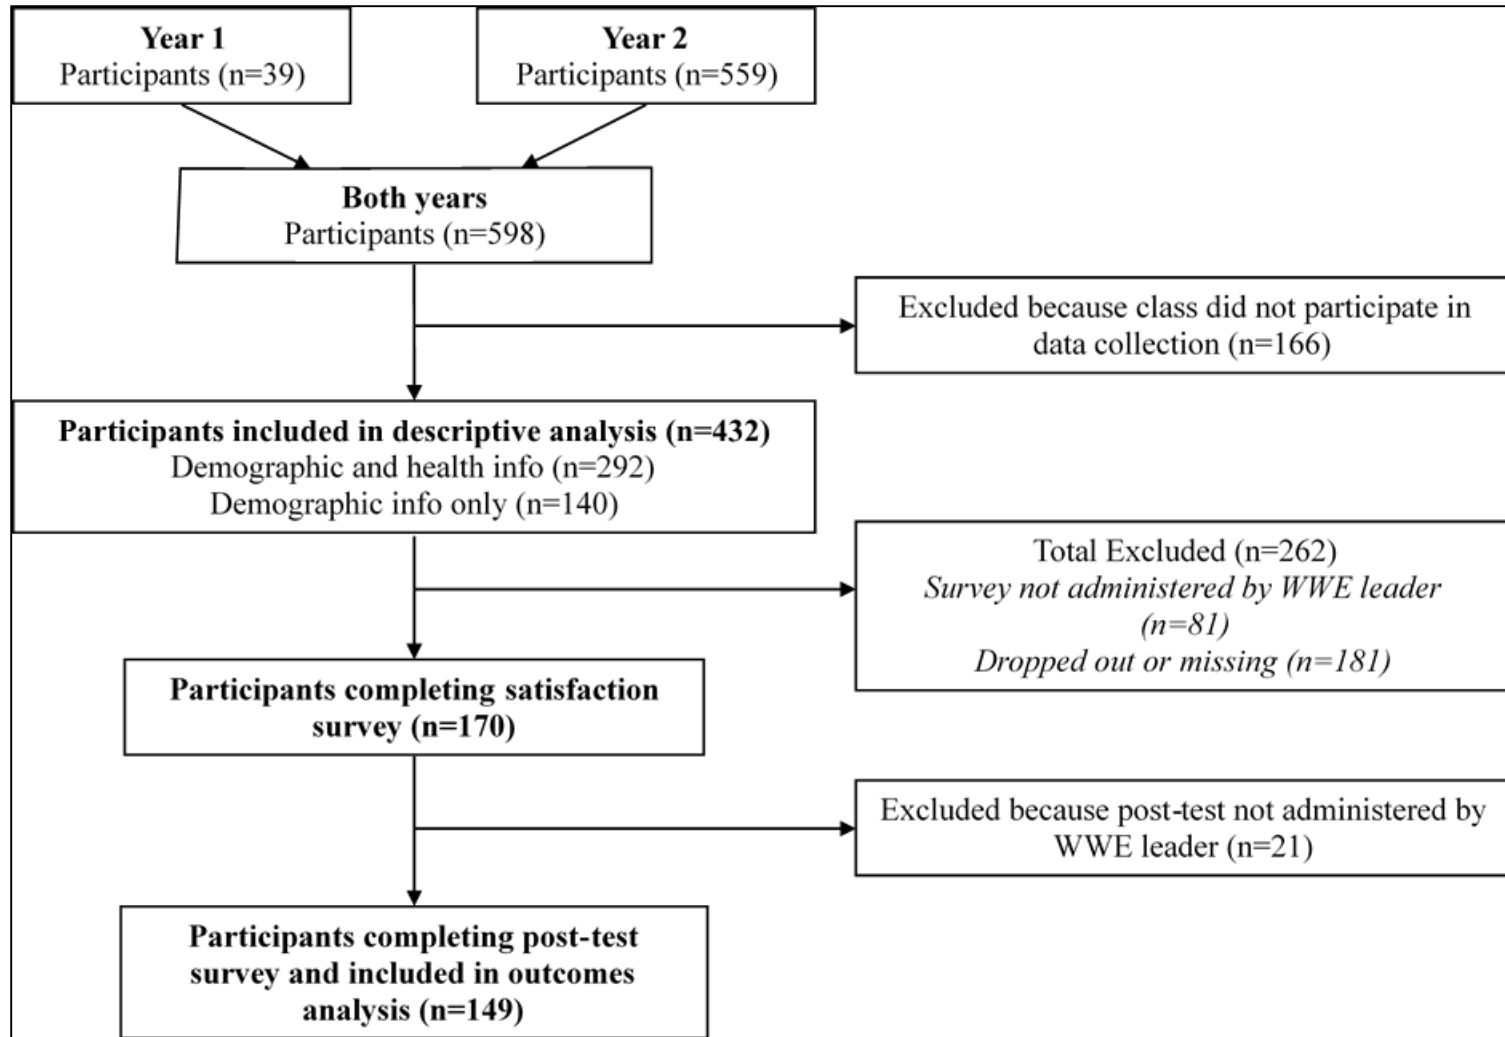 Year 1
Participants (n=39)
Year 2
Participants (n=559)
Both years
Participants (n=598)
Excluded because class did not participate in
data collection (n=166)
Participants included in descriptive analysis (n=432)
Demographic and health info (n=292)
Demographic info only (n=140)
Total Excluded (n=262)
Survey not administered by WWE leader
(n=81)
Dropped out or missing (n=181)
Participants completing satisfaction
survey (n=170)
Excluded because post-test not administered by
WWE leader (n=21)
Participants completing post-test
survey and included in outcomes
analysis (n=149)